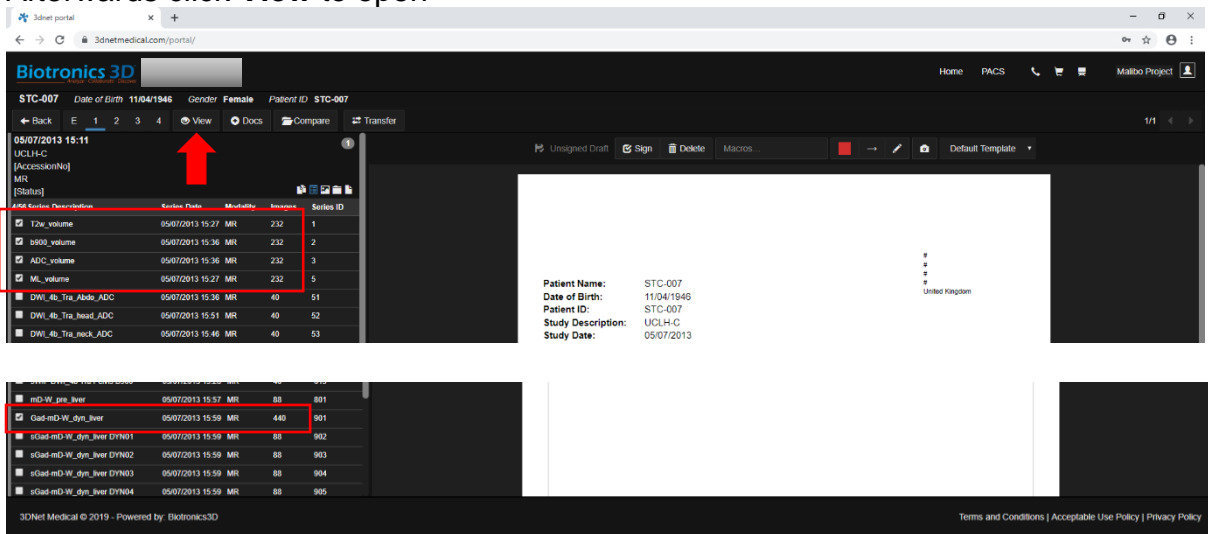 Afterwards click View to open
3dnet portal
3dnetmedical.com/portal/
Biotronics 3D
Home PACS Malibo Project
STC-007 Date of Birth 11/04/1946 Gender Female Patient ID STC-007
Back E 1 2 3 4 View Docs Compare Transfer 1/1
05/07/2013 15:11 1
UCLH-C
[AccessionNo]
MR
[Status]
Unsigned Draft Sign Delete Macros... Default Template
4/56 Series Description Series Date Modality Images Series ID
T2w_volume 05/07/2013 15:27 MR 232 1
b900_volume 05/07/2013 15:36 MR 232 2
ADC_volume 05/07/2013 15:36 MR 232 3
ML_volume 05/07/2013 15:27 MR 232 5
DWI_4b_Tra_Abdo_ADC 05/07/2013 15:36 MR 40 51
DWI_4b_Tra_head_ADC 05/07/2013 15:51 MR 40 52
DWI_4b_Tra_neck_ADC 05/07/2013 15:46 MR 40 53
#
#
#
#
United Kingdom
Patient Name: STC-007
Date of Birth: 11/04/1946
Patient ID: STC-007
Study Description: UCLH-C
Study Date: 05/07/2013
mD-W_pre_liver 05/07/2013 15:57 MR 88 801
Gad-mD-W_dyn_liver 05/07/2013 15:59 MR 440 901
sGad-mD-W_dyn_liver DYN01 05/07/2013 15:59 MR 88 902
sGad-mD-W_dyn_liver DYN02 05/07/2013 15:59 MR 88 903
sGad-mD-W_dyn_liver DYN03 05/07/2013 15:59 MR 88 904
sGad-mD-W_dyn_liver DYN04 05/07/2013 15:59 MR 88 905
3DNet Medical © 2019 - Powered by: Biotronics3D
Terms and Conditions | Acceptable Use Policy | Privacy Policy